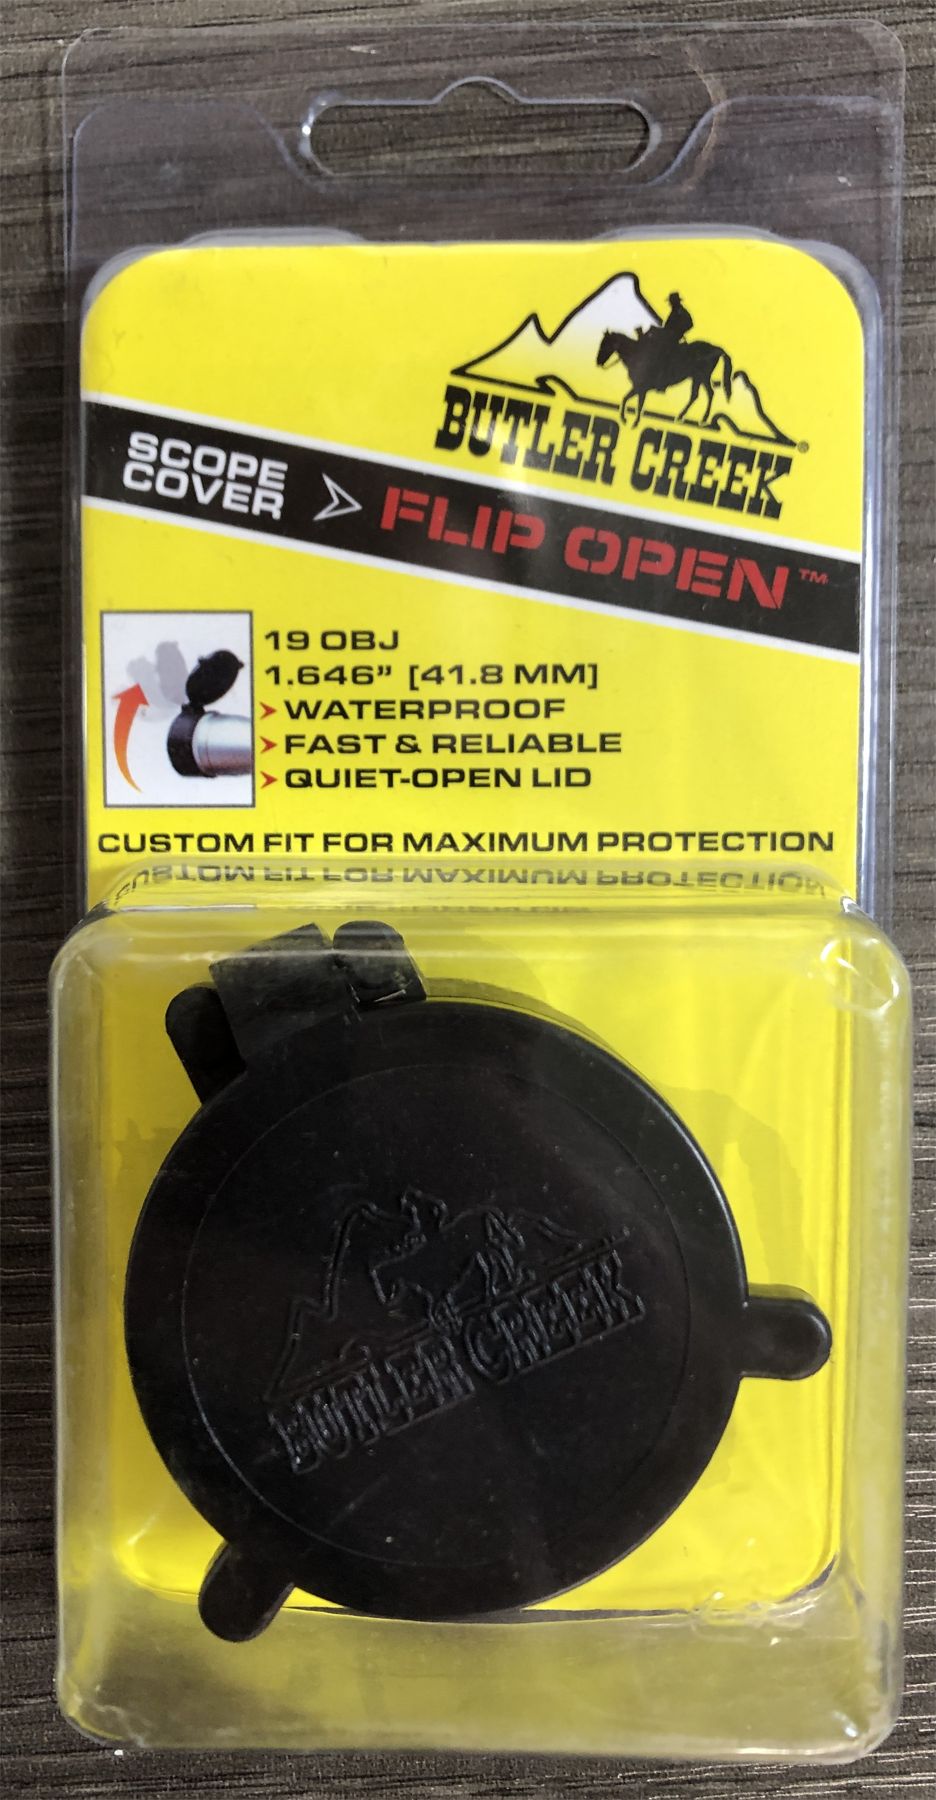 BUTLER CREEK®
SCOPE
COVER
FLIP OPEN™
19 OBJ
1.646” [41.8 MM]
WATERPROOF
FAST & RELIABLE
QUIET-OPEN LID
CUSTOM FIT FOR MAXIMUM PROTECTION
BUTLER CREEK